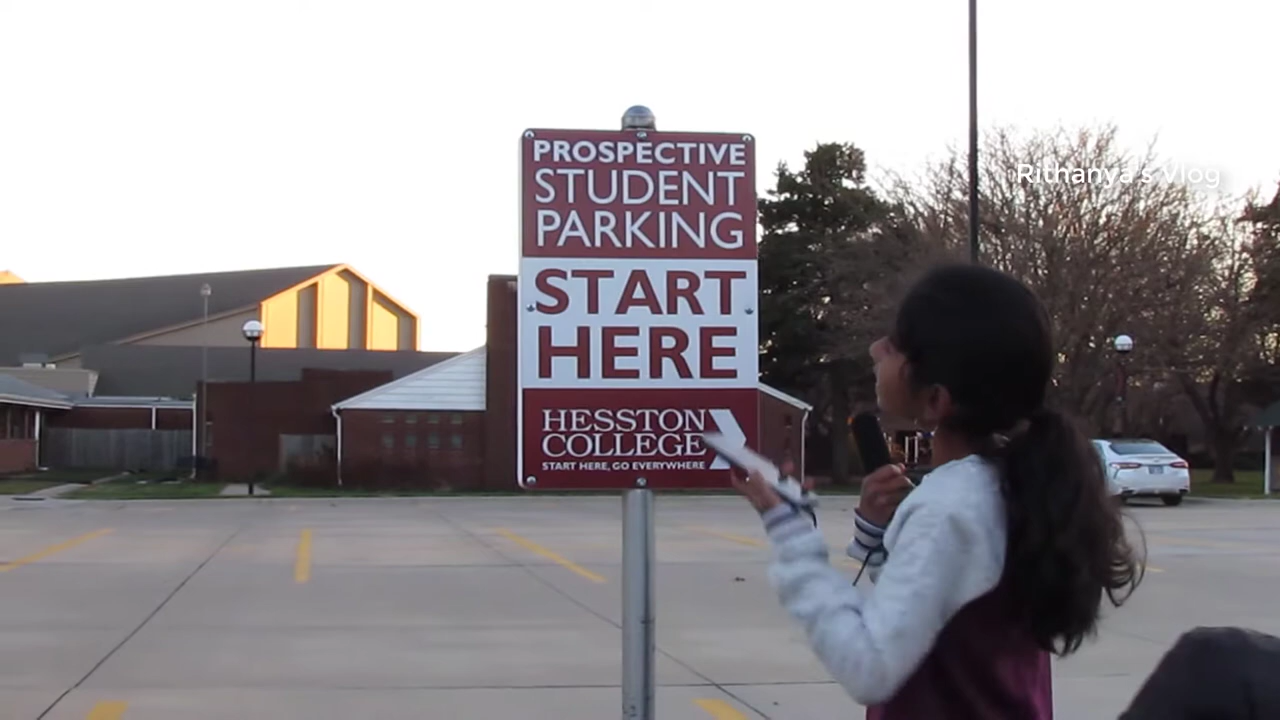 PROSPECTIVE
STUDENT
PARKING
START
HERE
HESSTON
COLLEGE
START HERE, GO EVERYWHERE
Rithanya's Vlog